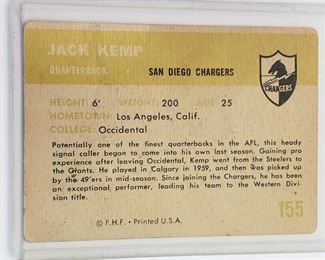 JACK KEMP
QUARTERBACK SAN DIEGO CHARGERS
CHARGERS
HEIGHT: 6' WEIGHT: 200 AGE: 25
HOMETOWN: Los Angeles, Calif.
COLLEGE: Occidental
Potentially one of the finest quarterbacks in the AFL, this heady
signal caller began to come into his own last season. Gaining pro
experience after leaving Occidental, Kemp went from the Steelers to
the Giants. He played in Calgary in 1959, and then was picked up
by the 49'ers in mid-season. Since joining the Chargers, he has been
an exceptional performer, leading his team to the Western Divi-
sion title.
© F.H.F. • Printed U.S.A.
155